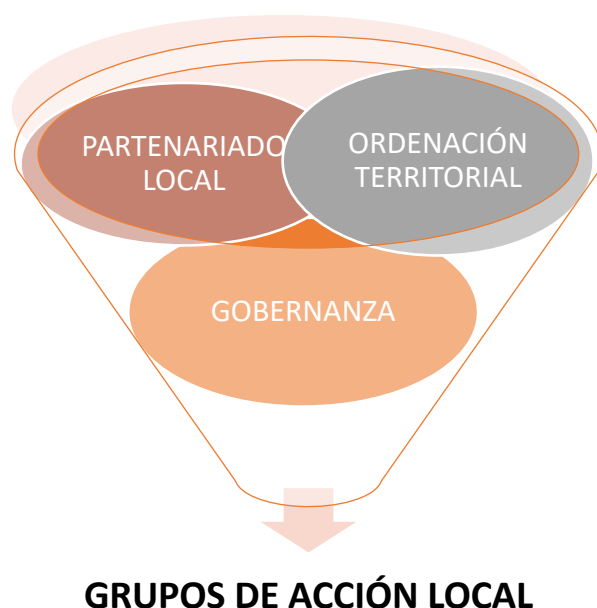 PARTENARIADO
LOCAL
ORDENACIÓN
TERRITORIAL
GOBERNANZA
GRUPOS DE ACCIÓN LOCAL